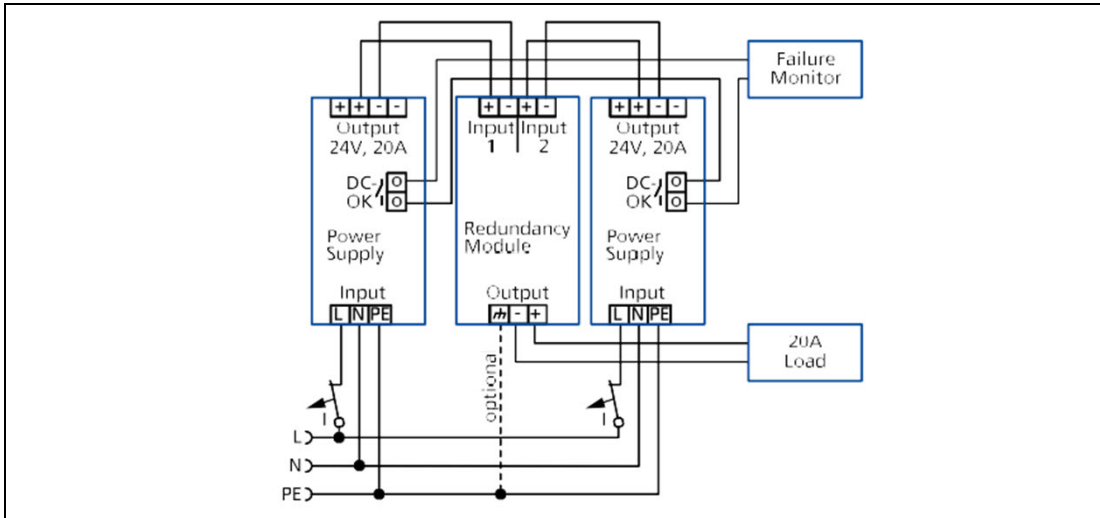 Failure
Monitor
+ + - -
Output
24V, 20A
DC-
OK
Power
Supply
Input
L N PE
+ - + -
Input Input
1 2
Redundancy
Module
Output
- +
+ + - -
Output
24V, 20A
DC-
OK
Power
Supply
Input
L N PE
20A
Load
optiona
I
I
L
N
PE